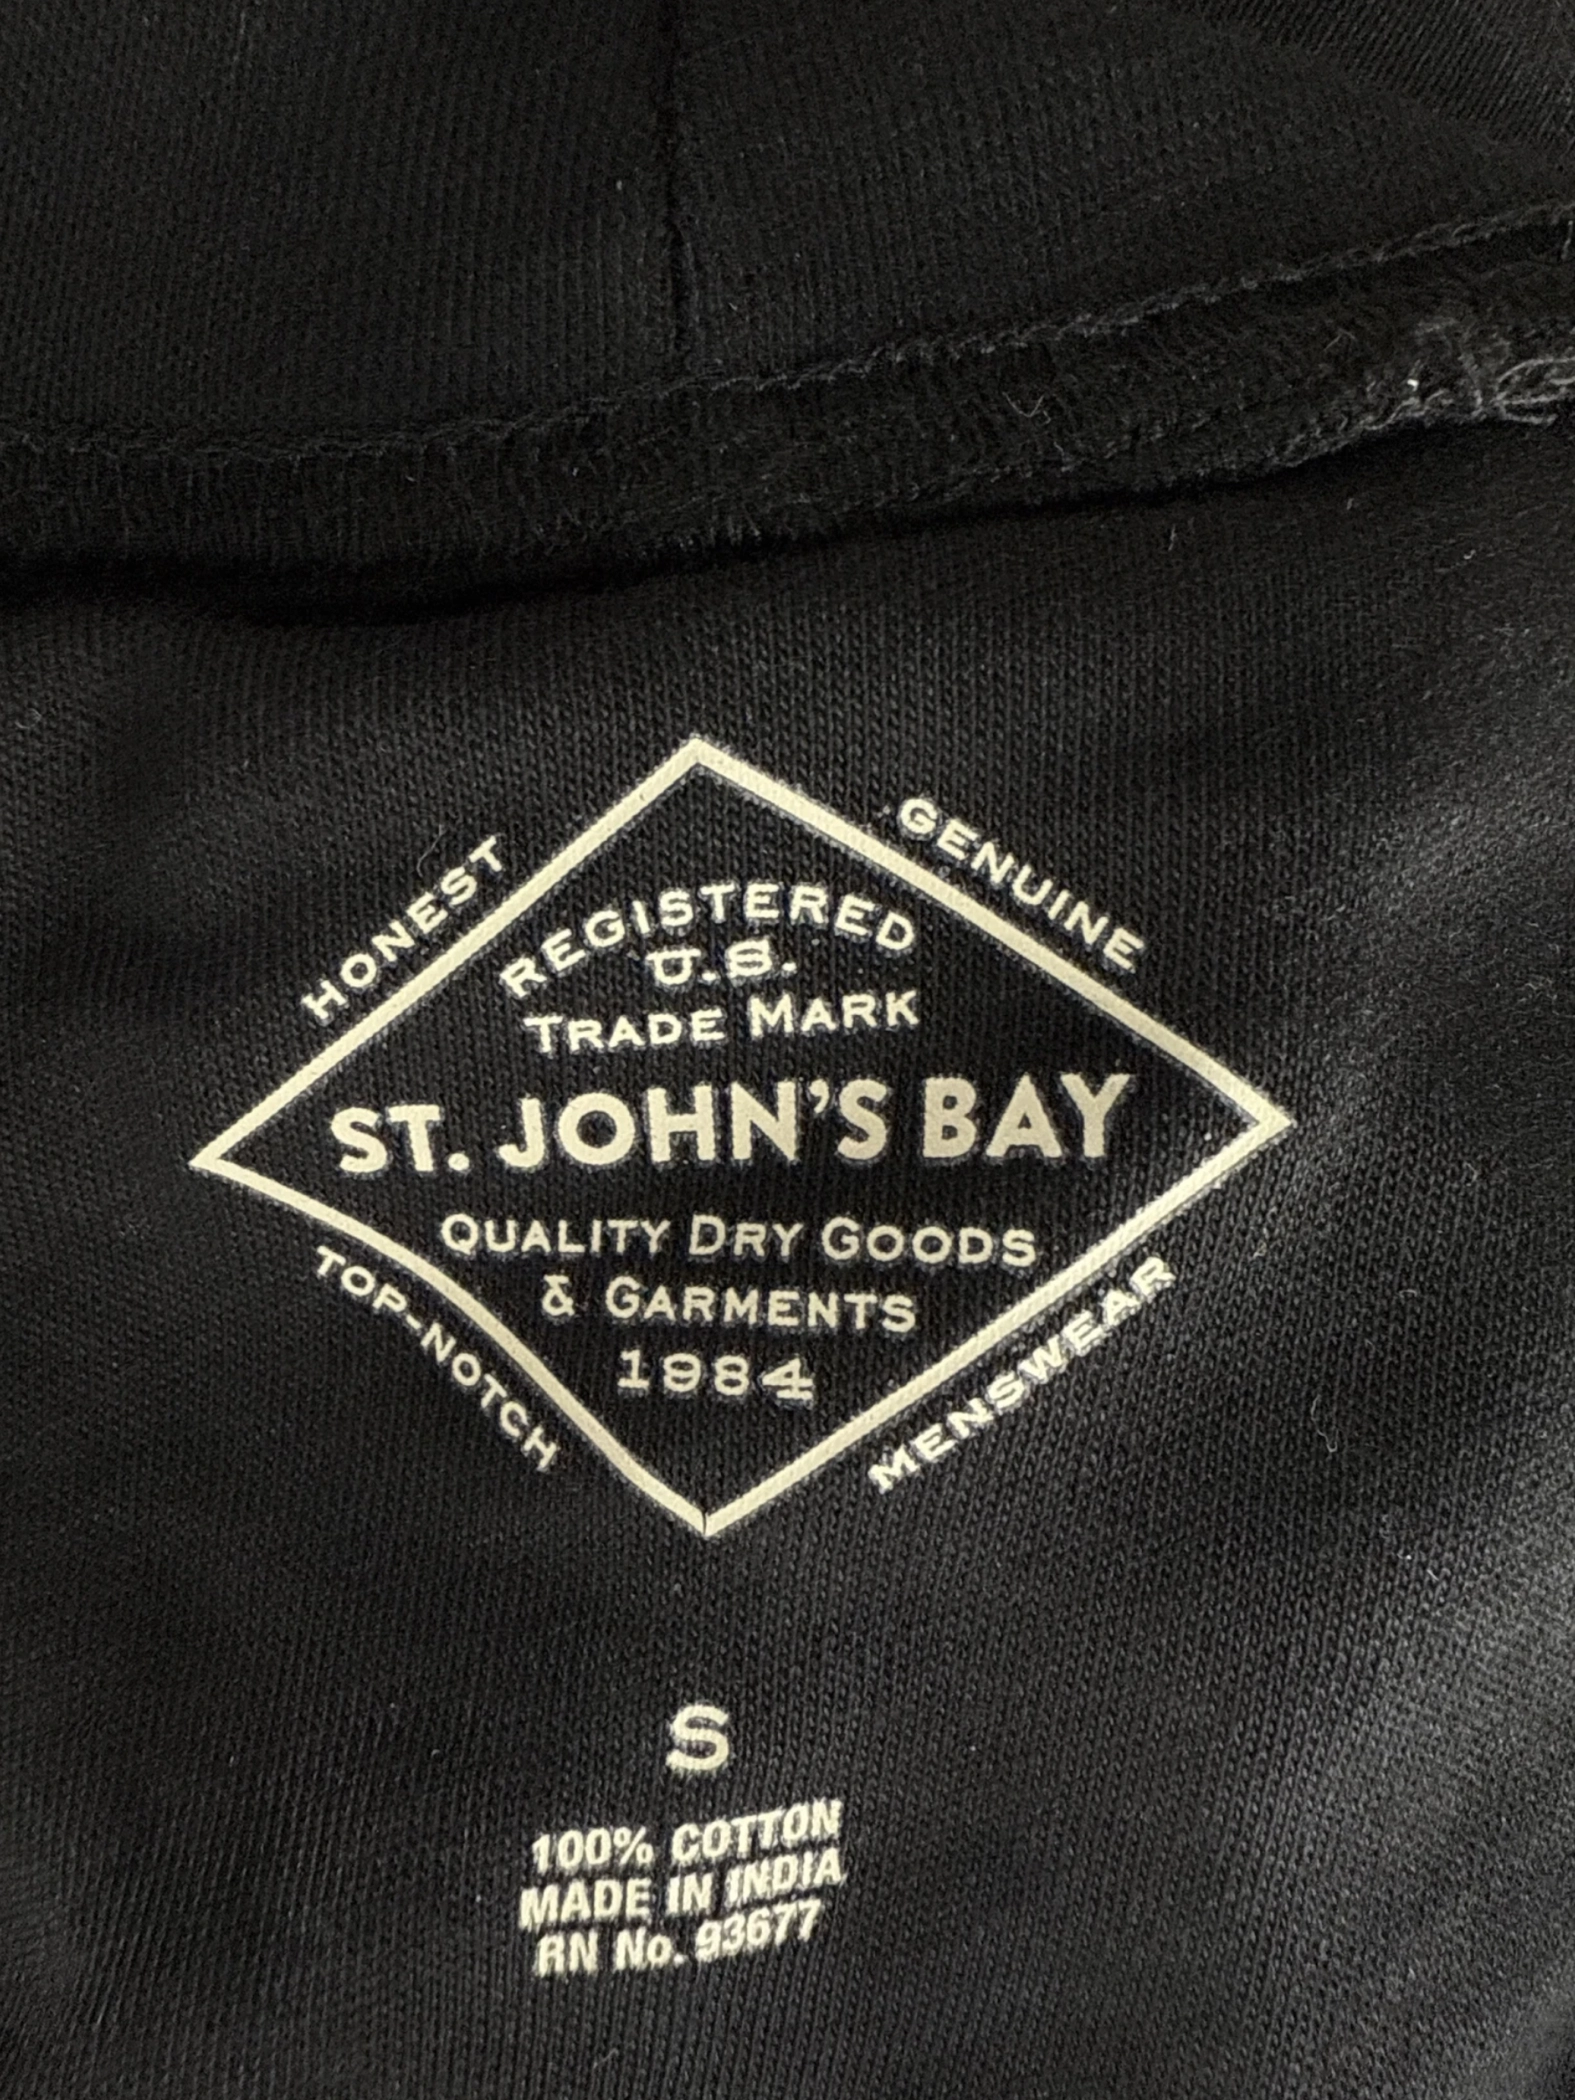 HONEST
GENUINE
REGISTERED
U.S.
TRADE MARK
ST. JOHN'S BAY
QUALITY DRY GOODS
& GARMENTS
1984
TOP-NOTCH
MENSWEAR
S
100% COTTON
MADE IN INDIA
RN No. 93677